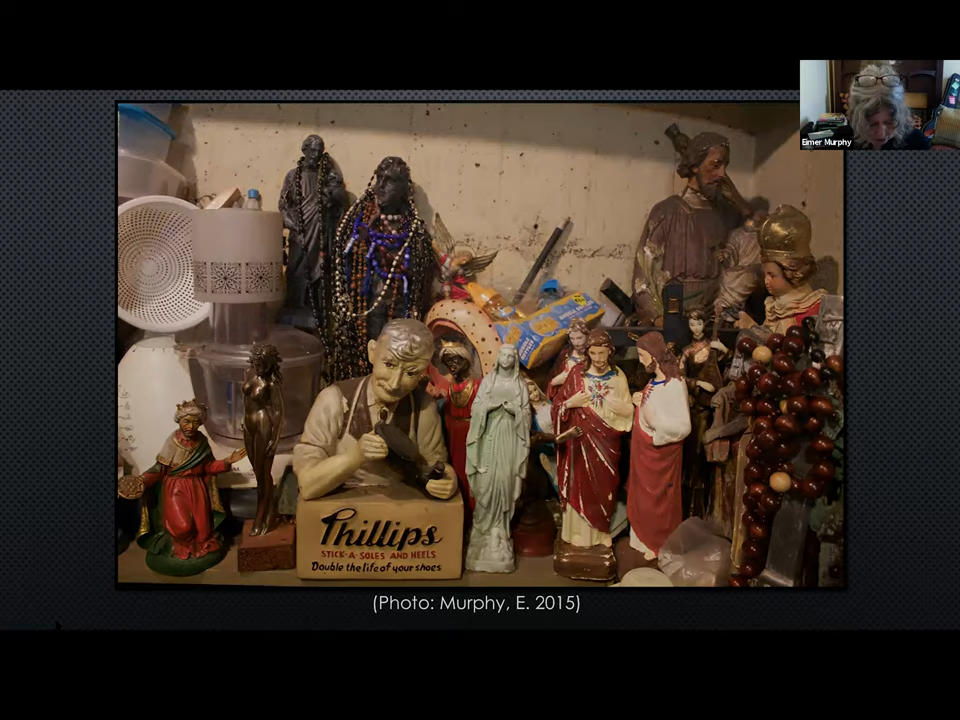 Eimer Murphy
Phillips
STICK-A-SOLES AND HEELS
Double the life of your shoes
(Photo: Murphy, E. 2015)